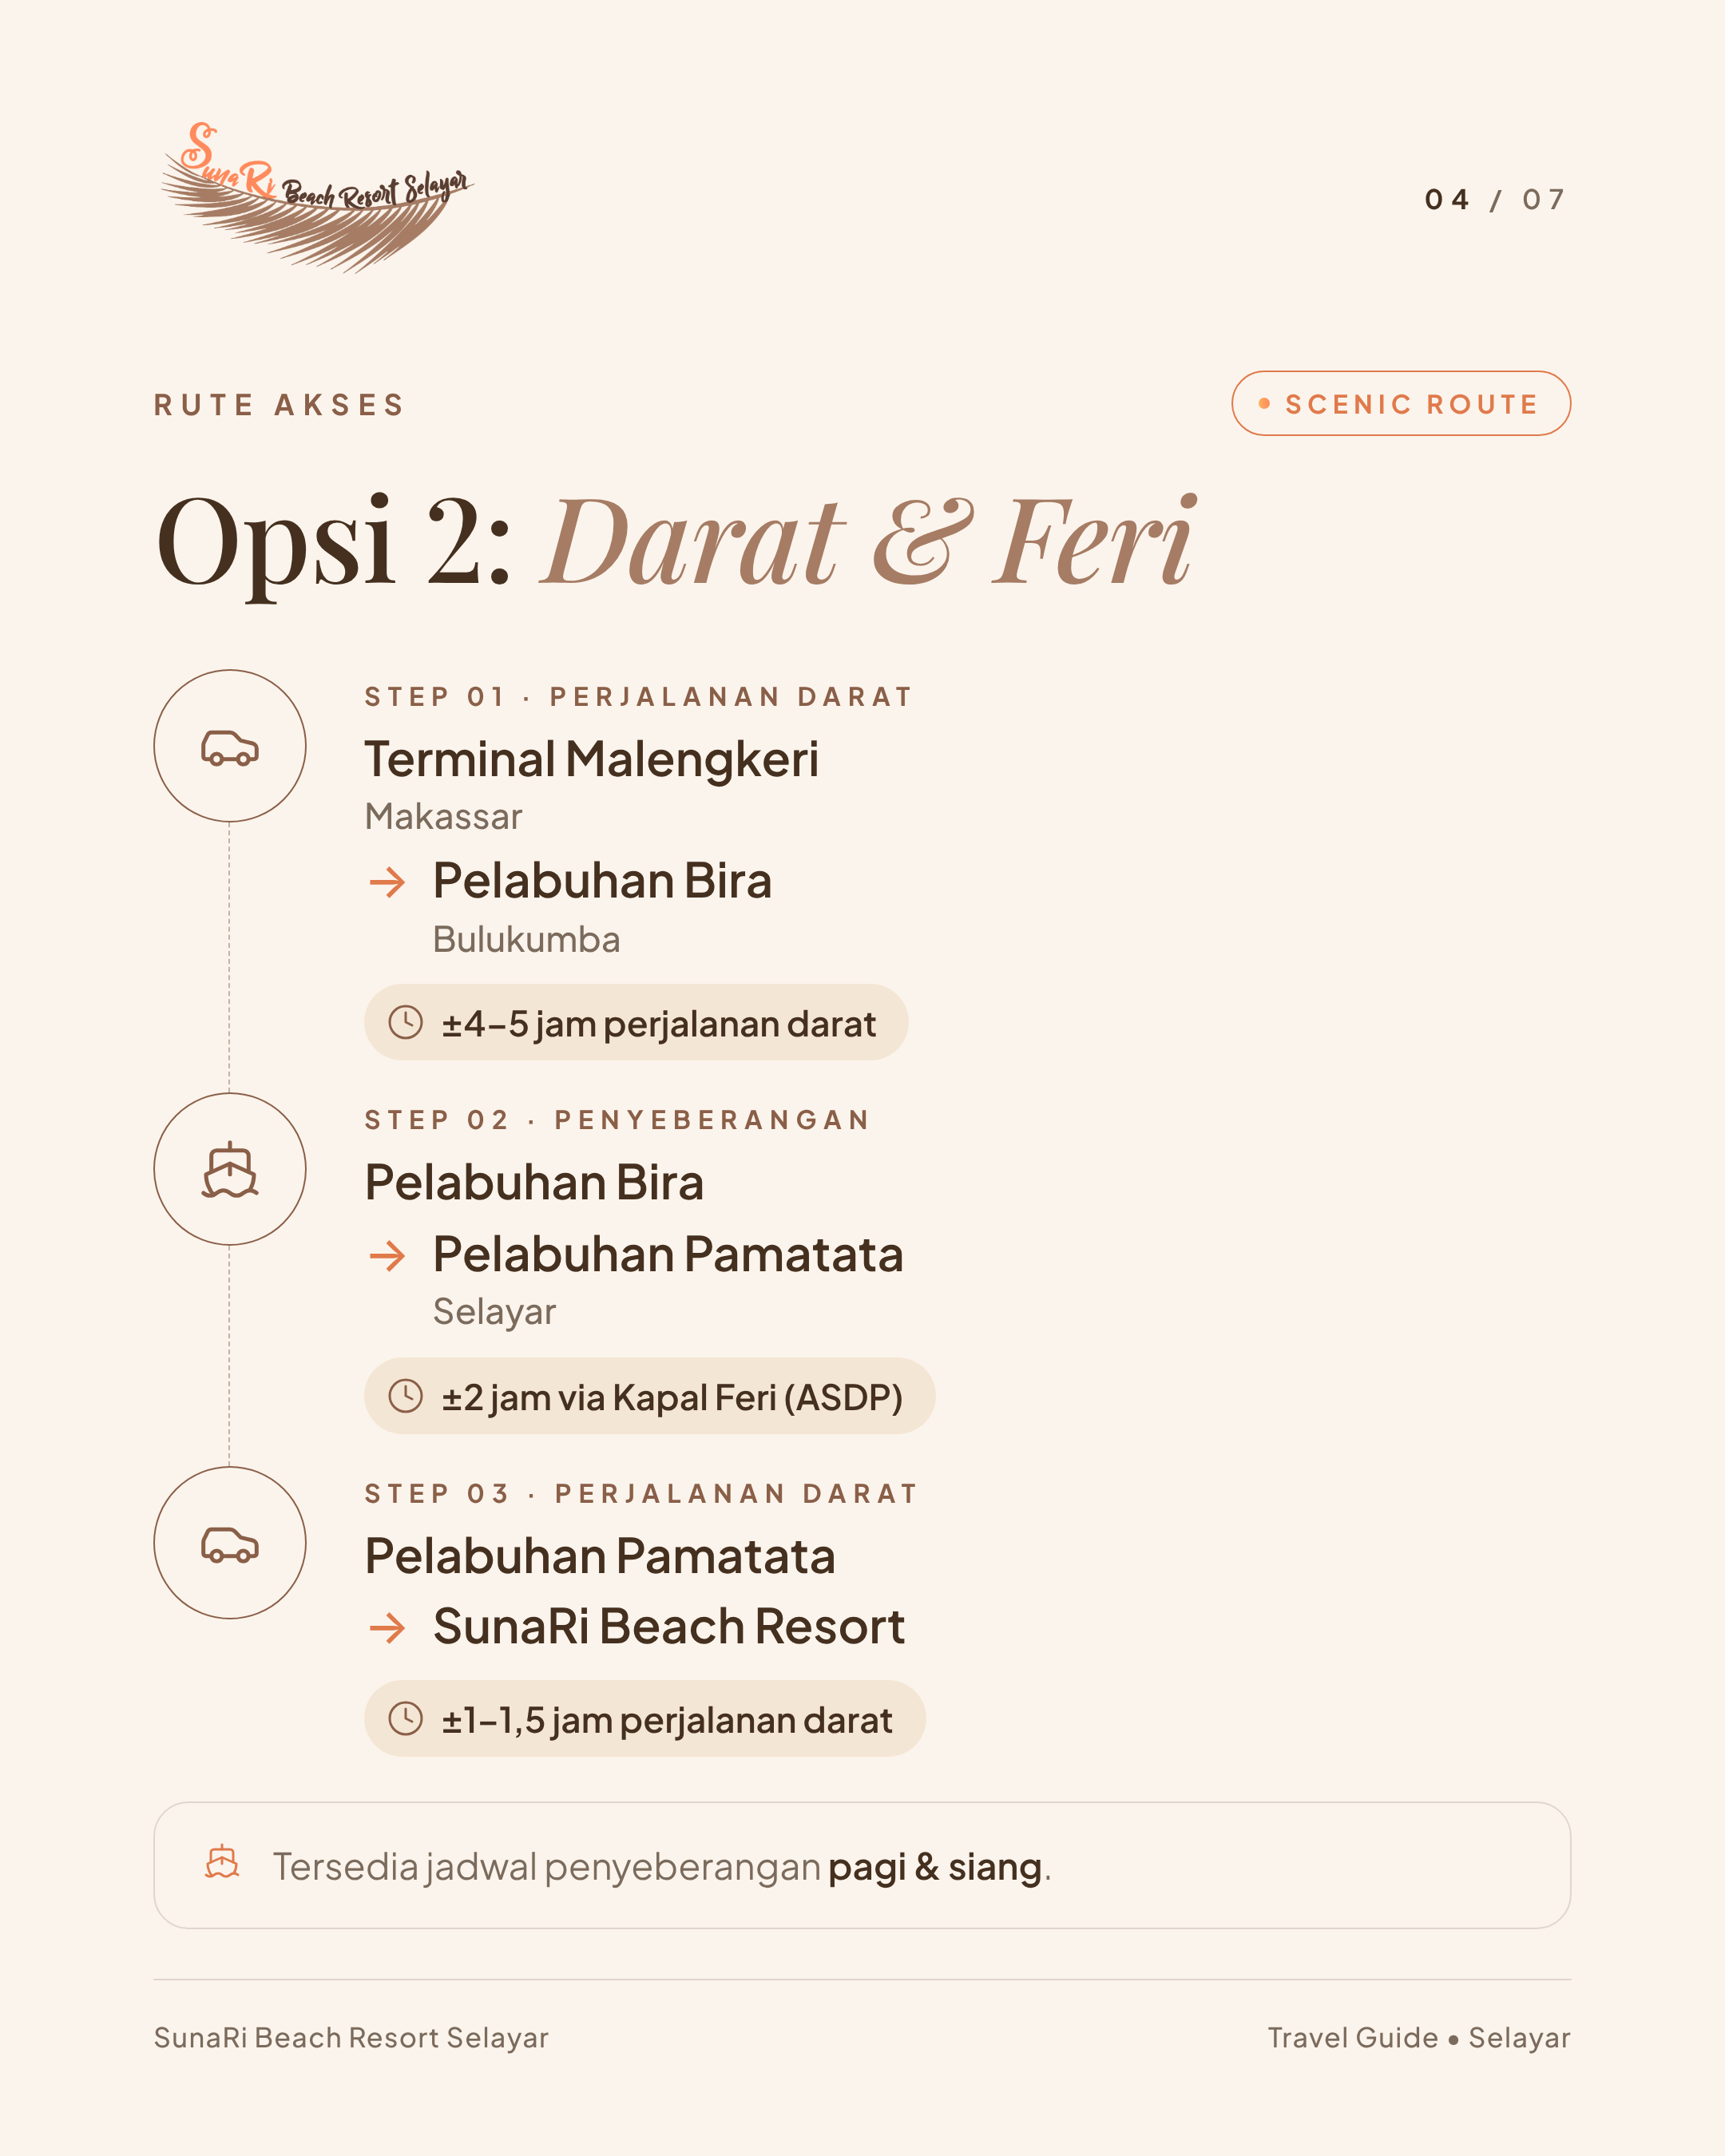 SunaRi Beach Resort Selayar
04 / 07
RUTE AKSES
SCENIC ROUTE
Opsi 2: Darat & Feri
STEP 01 · PERJALANAN DARAT
Terminal Malengkeri
Makassar
→ Pelabuhan Bira
Bulukumba
±4–5 jam perjalanan darat
STEP 02 · PENYEBERANGAN
Pelabuhan Bira
→ Pelabuhan Pamatata
Selayar
±2 jam via Kapal Feri (ASDP)
STEP 03 · PERJALANAN DARAT
Pelabuhan Pamatata
→ SunaRi Beach Resort
±1–1,5 jam perjalanan darat
Tersedia jadwal penyeberangan pagi & siang.
SunaRi Beach Resort Selayar
Travel Guide • Selayar